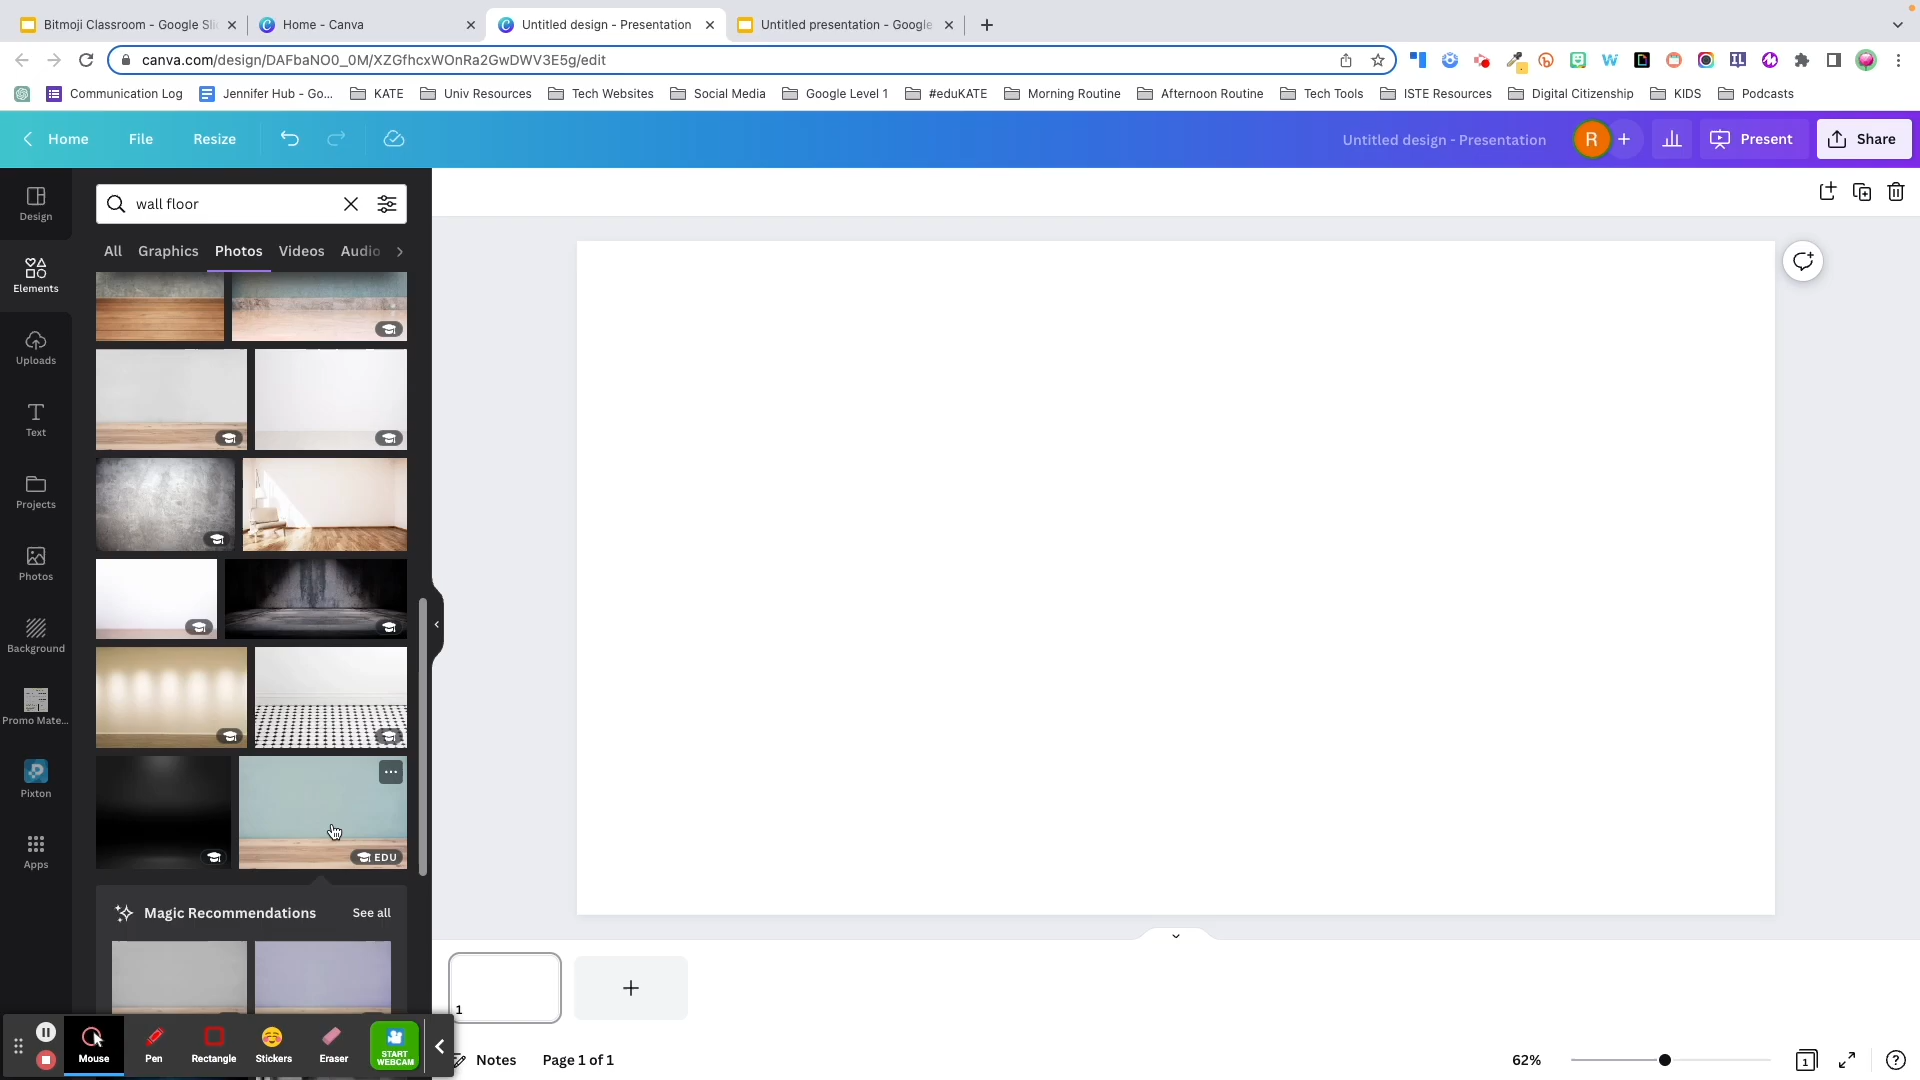 Bitmoji Classroom - Google Sli
Home - Canva
Untitled design - Presentation
Untitled presentation - Google
canva.com/design/DAFbaNO0_0M/XZGfhcxWOnRa2GwDWV3E5g/edit
Communication Log
Jennifer Hub - Go...
KATE
Univ Resources
Tech Websites
Social Media
Google Level 1
#eduKATE
Morning Routine
Afternoon Routine
Tech Tools
ISTE Resources
Digital Citizenship
KIDS
Podcasts
Home
File
Resize
Untitled design - Presentation
R
Present
Share
Design
Elements
Uploads
Text
Projects
Photos
Background
Promo Mate...
Pixton
Apps
wall floor
All
Graphics
Photos
Videos
Audio
EDU
Magic Recommendations
See all
1
Mouse
Pen
Rectangle
Stickers
Eraser
START
WEBCAM
Notes
Page 1 of 1
62%
1